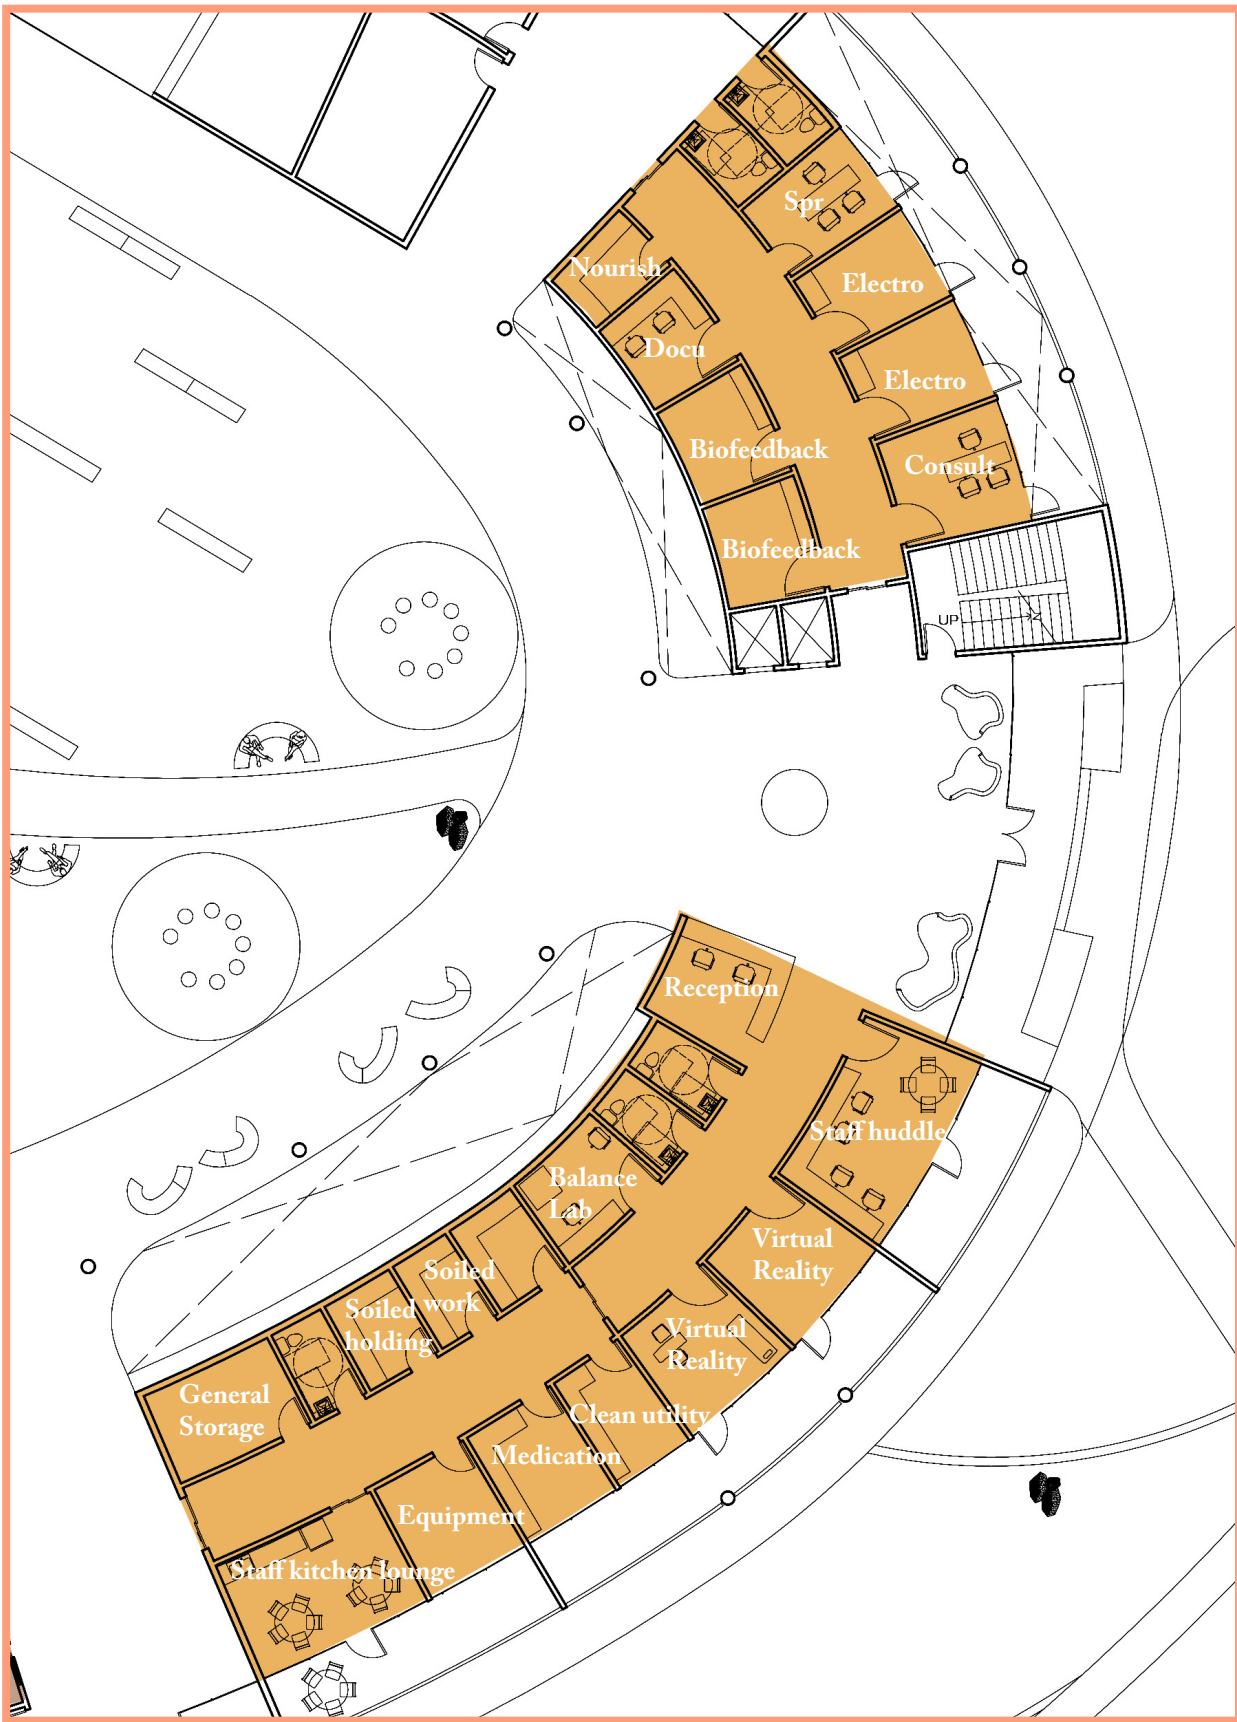 Spr
Nourish
Electro
Docu
Electro
Biofeedback
Consult
Biofeedback
UP
Reception
Staff huddle
Balance
Lab
Virtual
Reality
Soiled
work
Soiled
holding
Virtual
Reality
General
Storage
Clean utility
Medication
Equipment
Staff kitchen lounge